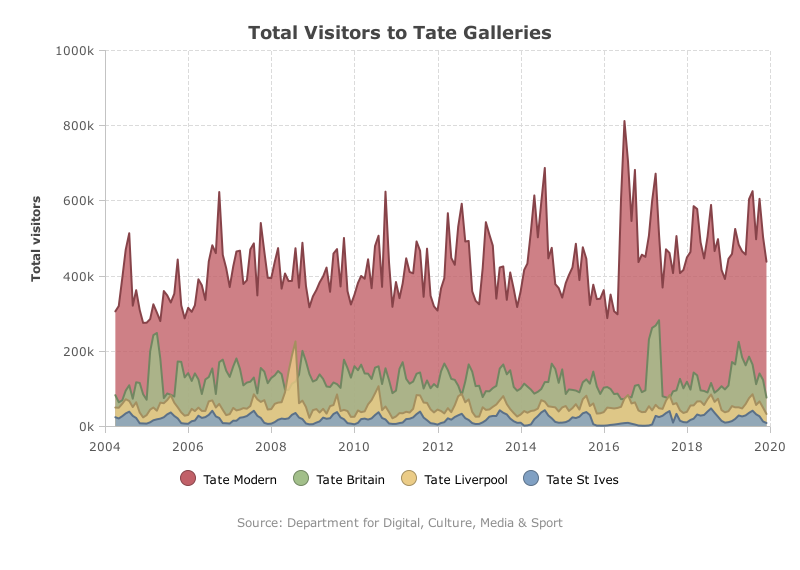 Total Visitors to Tate Galleries
1000k
800k
600k
400k
200k
0k
Total visitors
2004 2006 2008 2010 2012 2014 2016 2018 2020
Tate Modern Tate Britain Tate Liverpool Tate St Ives
Source: Department for Digital, Culture, Media & Sport